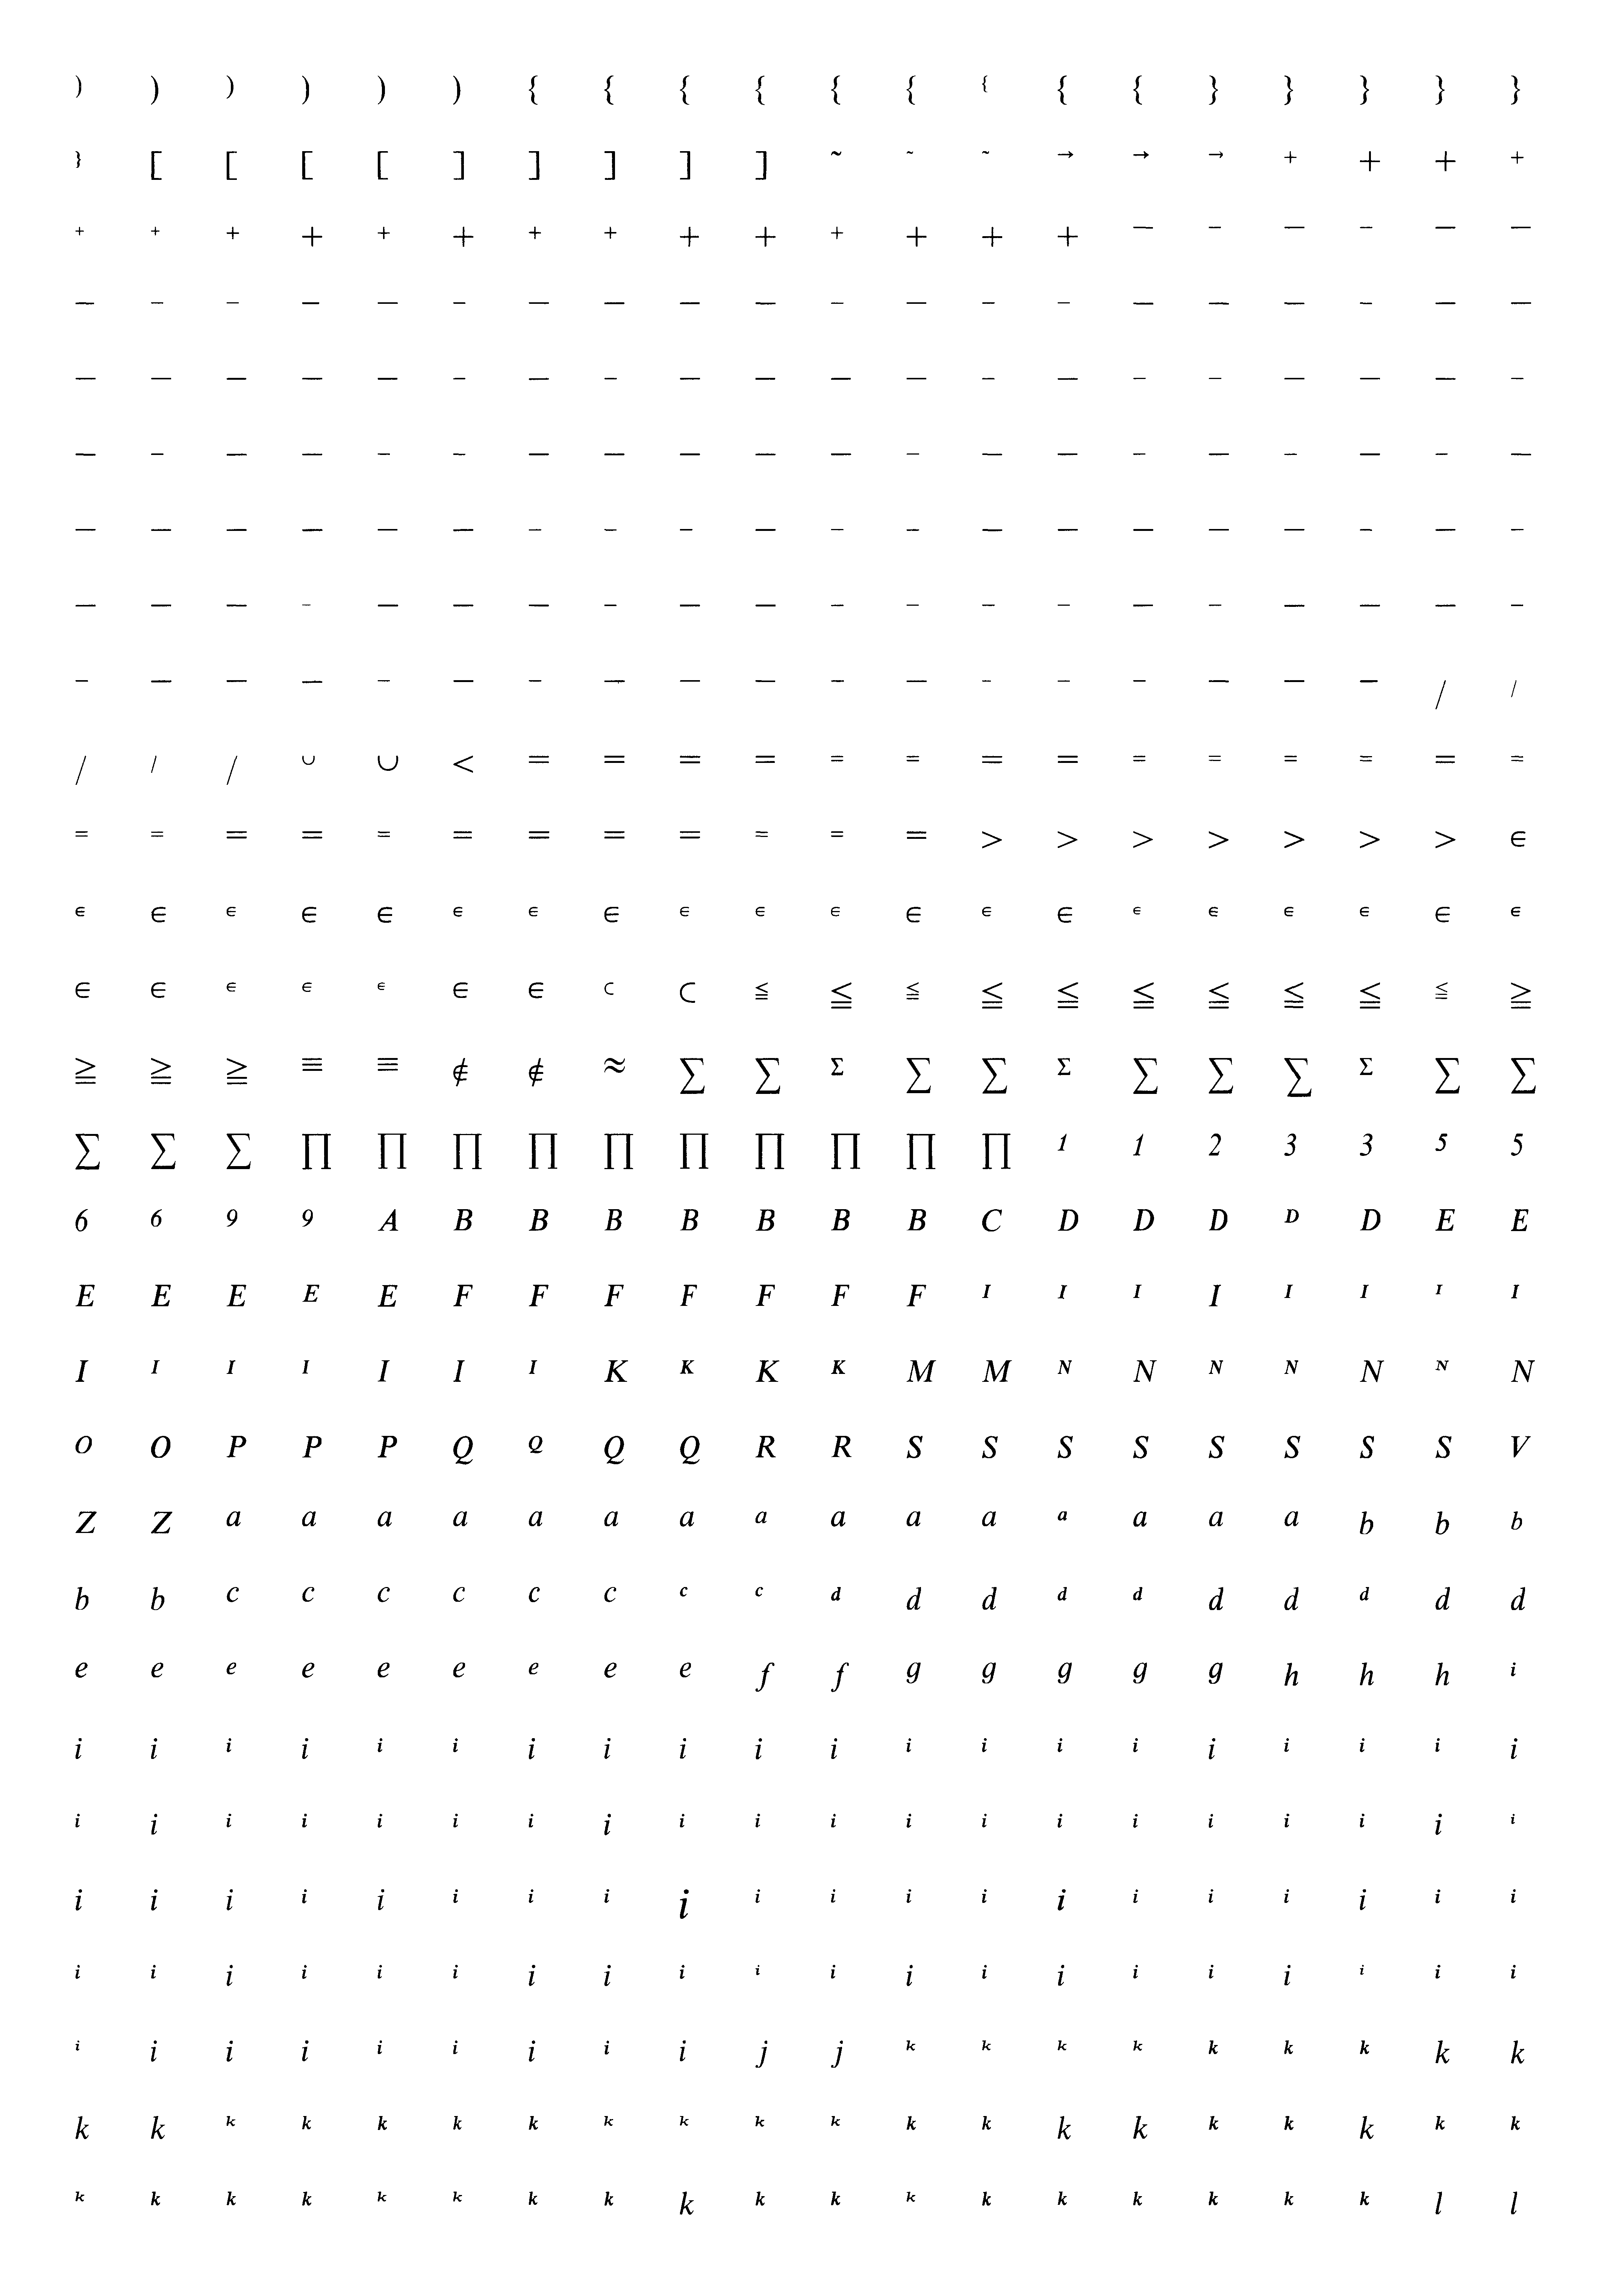 ) ) ) ) ) ) { { { { { { { { { } } } } }
} [ [ [ [ ] ] ] ] ] ~ ~ ~ → → → + + + +
+ + + + + + + + + + + + + + − − − − − −
− − − − − − − − − − − − − − − − − − − −
− − − − − − − − − − − − − − − − − − − −
− − − − − − − − − − − − − − − − − − − −
− − − − − − − − − − − − − − − − − − − −
− − − − − − − − − − − − − − − − − − − −
− − − − − − − − − − − − − − − − − − / /
/ / / ∪ ∪ < = = = = = = = = = = = = = =
= = = = = = = = = = = = > > > > > > > ∈
∈ ∈ ∈ ∈ ∈ ∈ ∈ ∈ ∈ ∈ ∈ ∈ ∈ ∈ ∈ ∈ ∈ ∈ ∈ ∈
∈ ∈ ∈ ∈ ∈ ∈ ∈ ⊂ ⊂ ≦ ≦ ≦ ≦ ≦ ≦ ≦ ≦ ≦ ≦ ≧
≧ ≧ ≧ ≡ ≡ ∉ ∉ ≈ ∑ ∑ Σ ∑ ∑ Σ ∑ ∑ ∑ Σ ∑ ∑
∑ ∑ ∑ ∏ ∏ ∏ ∏ ∏ ∏ ∏ ∏ ∏ ∏ 1 1 2 3 3 5 5
6 6 9 9 A B B B B B B B C D D D D D E E
E E E E E F F F F F F F I I I I I I I I
I I I I I I I K K K K M M N N N N N N N
O O P P P Q Q Q Q R R S S S S S S S S V
Z Z a a a a a a a a a a a a a a a b b b
b b c c c c c c c c d d d d d d d d d d
e e e e e e e e e f f g g g g g h h h i
i i i i i i i i i i i i i i i i i i i i
i i i i i i i i i i i i i i i i i i i i
i i i i i i i i i i i i i i i i i i i i
i i i i i i i i i i i i i i i i i i i i
i i i i i i i i i j j k k k k k k k k k
k k k k k k k k k k k k k k k k k k k k
k k k k k k k k k k k k k k k k k k l l